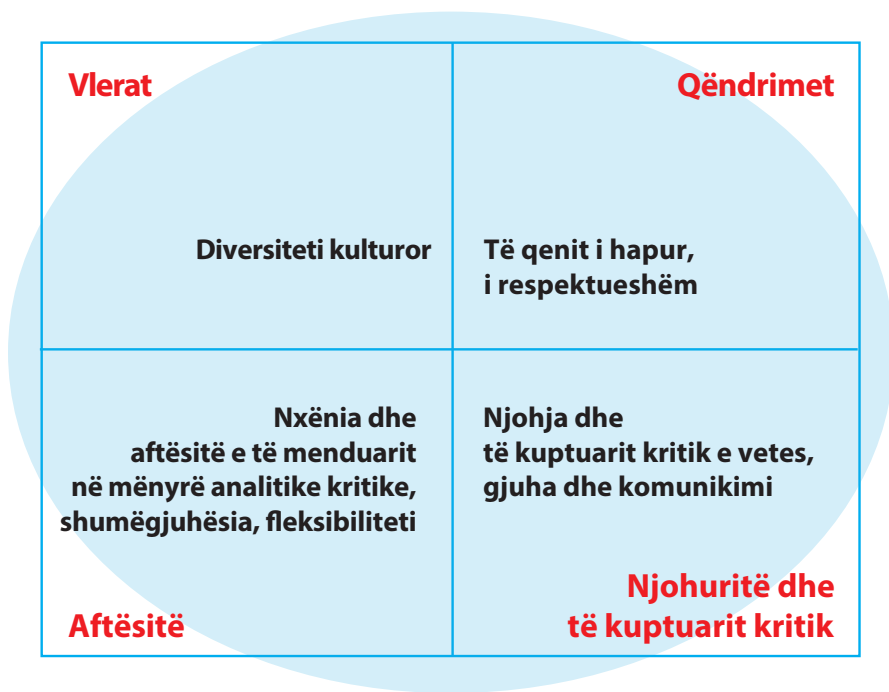 Vlerat
Qëndrimet
Diversiteti kulturor
Të qenit i hapur,
i respektueshëm
Nxënia dhe
aftësitë e të menduarit
në mënyrë analitike kritike,
shumëgjuhësia, fleksibiliteti
Njohja dhe
të kuptuarit kritik e vetes,
gjuha dhe komunikimi
Aftësitë
Njohuritë dhe
të kuptuarit kritik